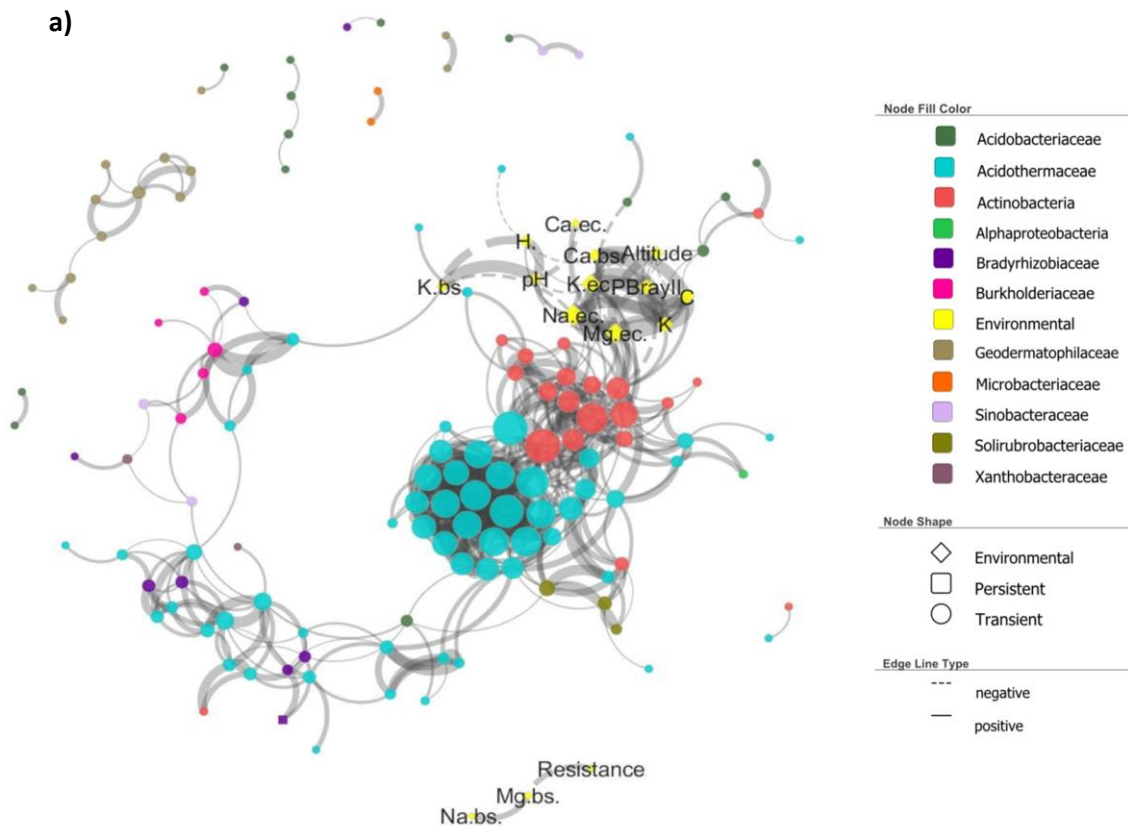 a)
Ca.ec.
H.
Ca.bs.
Altitude
K.bs.
pH
K.ec.
PBrayII
C
Na.ec.
Mg.ec.
K
Resistance
Mg.bs.
Na.bs.
Node Fill Color
Acidobacteriaceae
Acidothermaceae
Actinobacteria
Alphaproteobacteria
Bradyrhizobiaceae
Burkholderiaceae
Environmental
Geodermatophilaceae
Microbacteriaceae
Sinobacteraceae
Solirubrobacteriaceae
Xanthobacteraceae
Node Shape
Environmental
Persistent
Transient
Edge Line Type
negative
positive